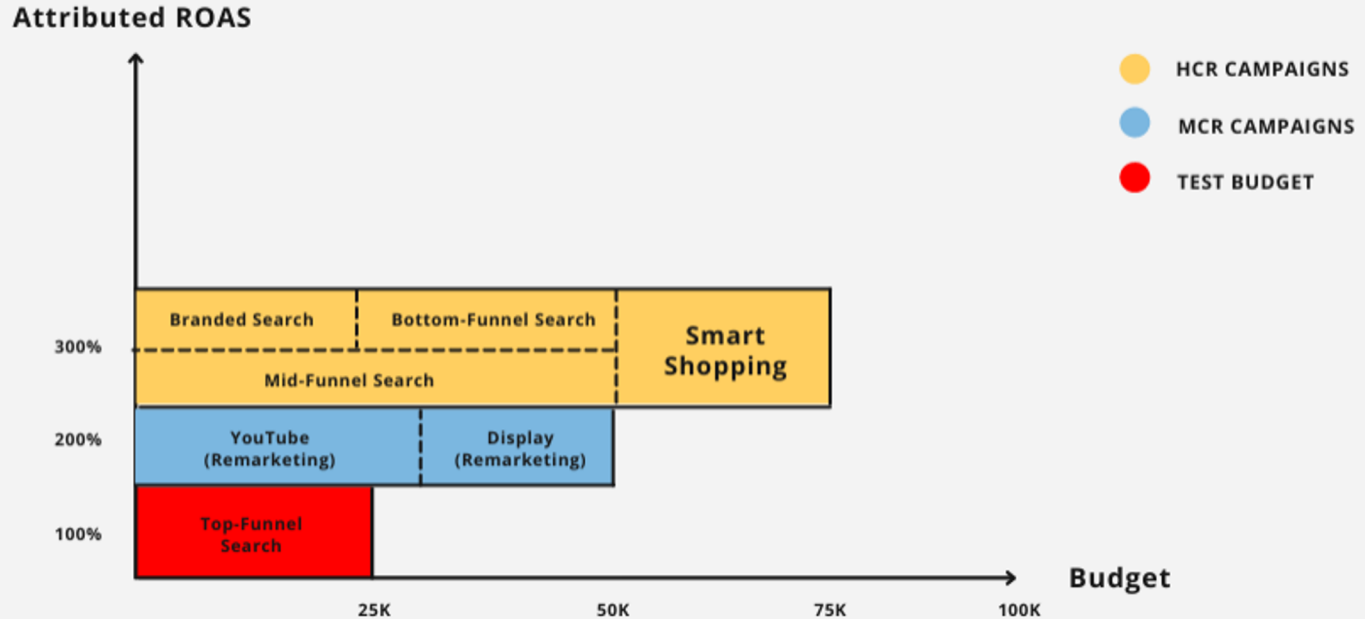 Attributed ROAS
HCR CAMPAIGNS
MCR CAMPAIGNS
TEST BUDGET
Branded Search
Bottom-Funnel Search
Smart
Shopping
300%
Mid-Funnel Search
200%
YouTube
(Remarketing)
Display
(Remarketing)
100%
Top-Funnel
Search
Budget
25K
50K
75K
100K